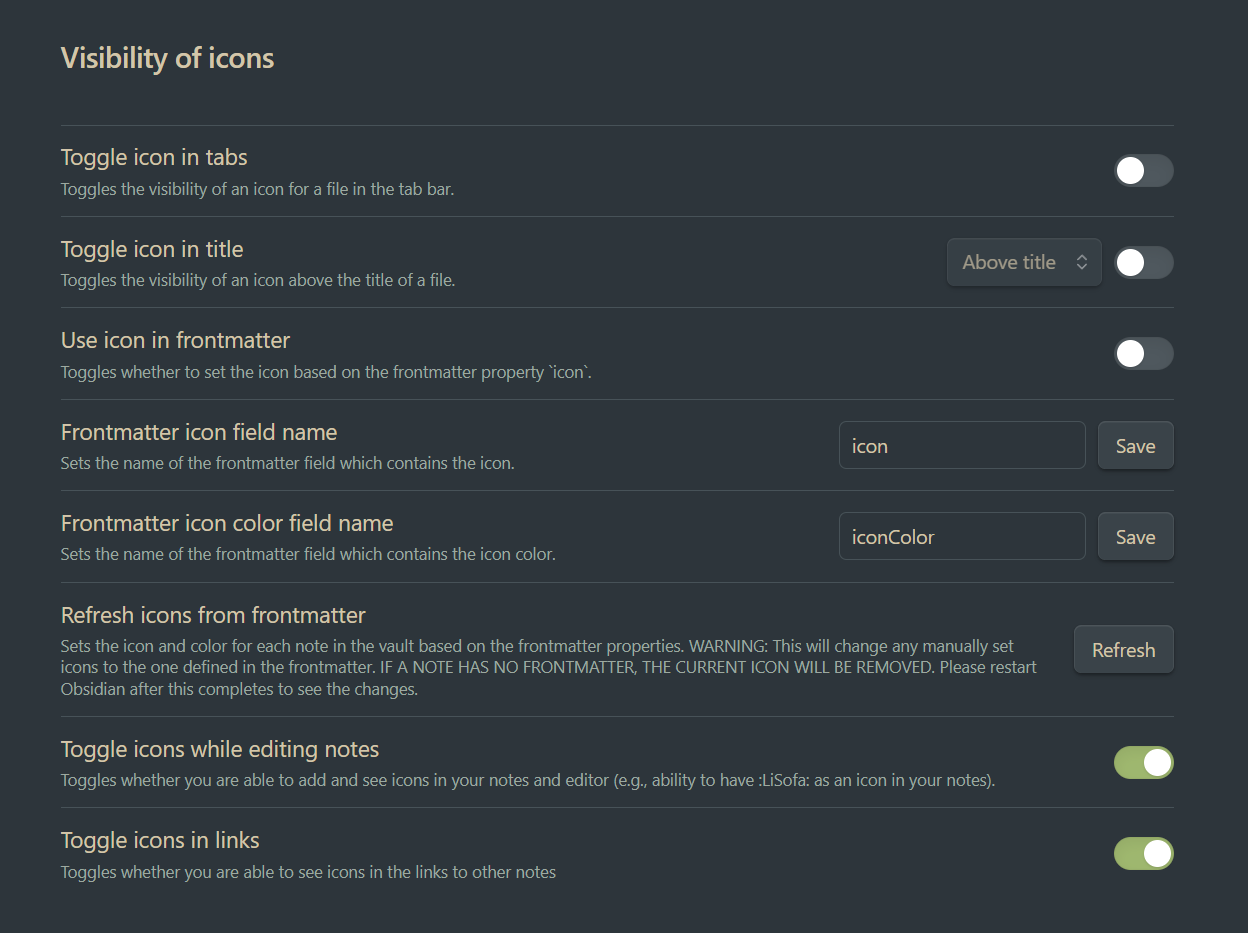 Visibility of icons
Toggle icon in tabs
Toggles the visibility of an icon for a file in the tab bar.
Toggle icon in title
Toggles the visibility of an icon above the title of a file.
Above title
Use icon in frontmatter
Toggles whether to set the icon based on the frontmatter property `icon`.
Frontmatter icon field name
Sets the name of the frontmatter field which contains the icon.
icon
Save
Frontmatter icon color field name
Sets the name of the frontmatter field which contains the icon color.
iconColor
Save
Refresh icons from frontmatter
Sets the icon and color for each note in the vault based on the frontmatter properties. WARNING: This will change any manually set
icons to the one defined in the frontmatter. IF A NOTE HAS NO FRONTMATTER, THE CURRENT ICON WILL BE REMOVED. Please restart
Obsidian after this completes to see the changes.
Refresh
Toggle icons while editing notes
Toggles whether you are able to add and see icons in your notes and editor (e.g., ability to have :LiSofa: as an icon in your notes).
Toggle icons in links
Toggles whether you are able to see icons in the links to other notes